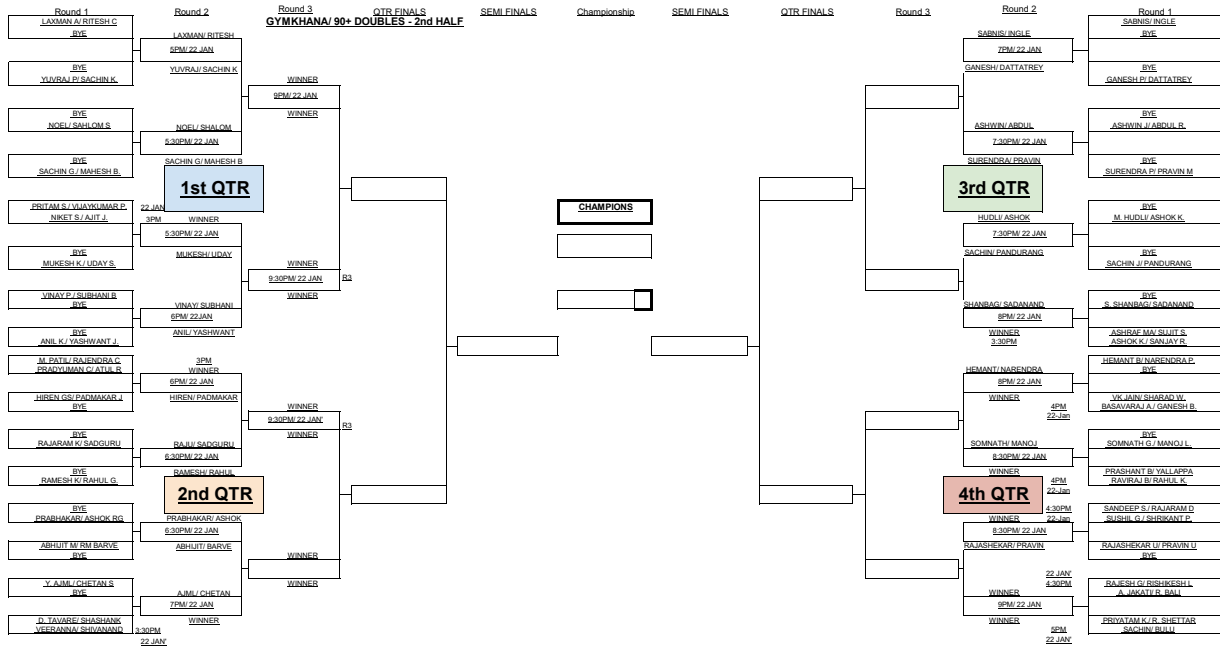 Round 1
Round 2
Round 3
QTR FINALS
SEMI FINALS
Championship
SEMI FINALS
QTR FINALS
Round 3
Round 2
Round 1
GYMKHANA/ 90+ DOUBLES - 2nd HALF
LAXMAN A/ RITESH C
BYE
LAXMAN/ RITESH
5PM/ 22 JAN
YUVRAJ/ SACHIN K
BYE
YUVRAJ P/ SACHIN K.
WINNER
9PM/ 22 JAN
WINNER
BYE
NOEL/ SAHLOM S
NOEL/ SHALOM
5:30PM/ 22 JAN
SACHIN G/ MAHESH B
BYE
SACHIN G./ MAHESH B.
1st QTR
PRITAM S./ VIJAYKUMAR P.
NIKET S./ AJIT J.
22 JAN
3PM
WINNER
5:30PM/ 22 JAN
MUKESH/ UDAY
BYE
MUKESH K./ UDAY S.
WINNER
9:30PM/ 22 JAN
R3
WINNER
VINAY P./ SUBHANI B
BYE
VINAY/ SUBHANI
6PM/ 22JAN
ANIL/ YASHWANT
BYE
ANIL K./ YASHWANT J.
M. PATIL/ RAJENDRA C
PRADYUMAN C/ ATUL R
3PM
WINNER
6PM/ 22 JAN
HIREN/ PADMAKAR
HIREN GS/ PADMAKAR J
BYE
WINNER
9:30PM/ 22 JAN'
R3
WINNER
BYE
RAJARAM K/ SADGURU
RAJU/ SADGURU
6:30PM/ 22 JAN
RAMESH/ RAHUL
BYE
RAMESH K/ RAHUL G.
2nd QTR
BYE
PRABHAKAR/ ASHOK RG
PRABHAKAR/ ASHOK
6:30PM/ 22 JAN
ABHIJIT/ BARVE
ABHIJIT M/ RM BARVE
BYE
WINNER
WINNER
Y. AJML/ CHETAN S
BYE
AJML/ CHETAN
7PM/ 22 JAN
WINNER
D. TAVARE/ SHASHANK
VEERANNA/ SHIVANAND
3:30PM
22 JAN'
CHAMPIONS
SABNIS/ INGLE
7PM/ 22 JAN
GANESH/ DATTATREY
SABNIS/ INGLE
BYE
BYE
GANESH P/ DATTATREY
ASHWIN/ ABDUL
7:30PM/ 22 JAN
SURENDRA/ PRAVIN
BYE
ASHWIN J/ ABDUL R.
BYE
SURENDRA P/ PRAVIN M
3rd QTR
HUDLI/ ASHOK
7:30PM/ 22 JAN
SACHIN/ PANDURANG
BYE
M. HUDLI/ ASHOK K.
BYE
SACHIN J/ PANDURANG
SHANBAG/ SADANAND
8PM/ 22 JAN
WINNER
3:30PM
BYE
S. SHANBAG/ SADANAND
ASHRAF MA/ SUJIT S.
ASHOK K./ SANJAY R.
HEMANT/ NARENDRA
8PM/ 22 JAN
WINNER
4PM
22-Jan
HEMANT B/ NARENDRA P.
BYE
VK JAIN/ SHARAD W.
BASAVARAJ A./ GANESH B.
SOMNATH/ MANOJ
8:30PM/ 22 JAN
WINNER
4PM
22-Jan
BYE
SOMNATH G./ MANOJ L.
PRASHANT B/ YALLAPPA
RAVIRAJ B/ RAHUL K.
4th QTR
4:30PM
22-Jan
WINNER
8:30PM/ 22 JAN
RAJASHEKAR/ PRAVIN
SANDEEP S./ RAJARAM D
SUSHIL G./ SHRIKANT P.
RAJASHEKAR U/ PRAVIN U
BYE
22 JAN'
4:30PM
WINNER
9PM/ 22 JAN
WINNER
5PM
22 JAN'
RAJESH G/ RISHIKESH L
A. JAKATI/ R. BALI
PRIYATAM K./ R. SHETTAR
SACHIN/ BULU